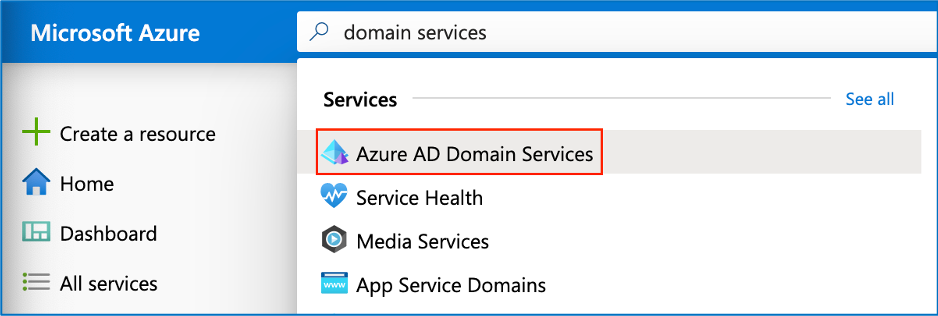 Microsoft Azure
domain services
Services
See all
Create a resource
Home
Dashboard
All services
Azure AD Domain Services
Service Health
Media Services
www
App Service Domains